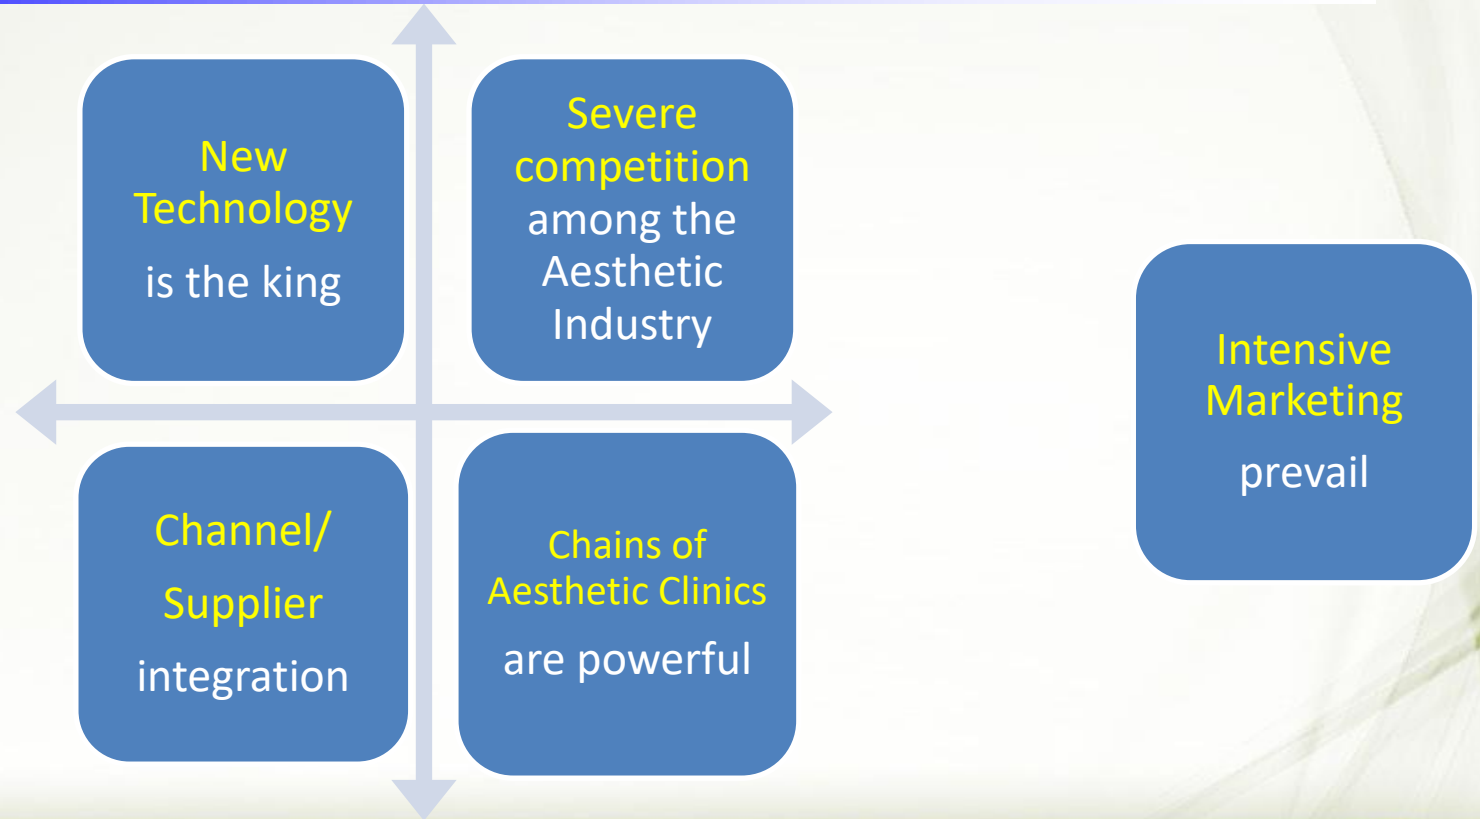 New
Technology
is the king
Severe
competition
among the
Aesthetic
Industry
Channel/
Supplier
integration
Chains of
Aesthetic Clinics
are powerful
Intensive
Marketing
prevail